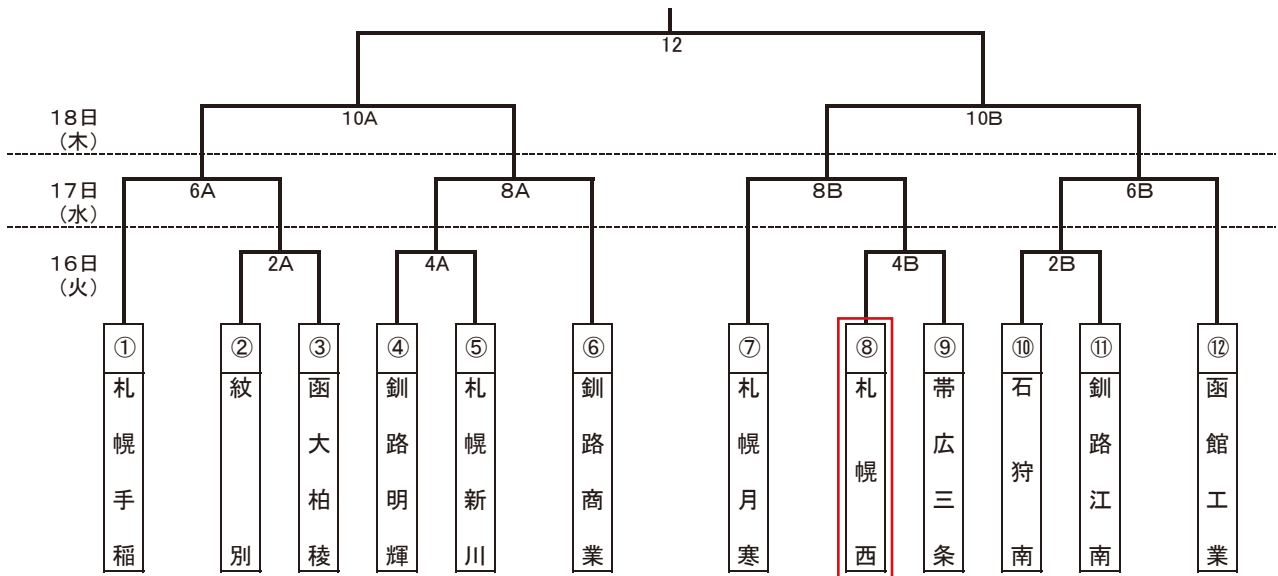 12
18日
(木)
10A
10B
17日
(水)
6A
8A
8B
6B
16日
(火)
2A
4A
4B
2B
①
②
③
④
⑤
⑥
⑦
⑧
⑨
⑩
⑪
⑫
札幌手稲
紋別
函大柏稜
釧路明輝
札幌新川
釧路商業
札幌月寒
札幌西
帯広三条
石狩南
釧路江南
函館工業